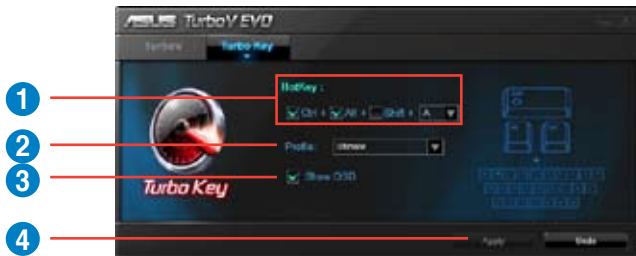 ASUS TurboV EVO
Turbo Key
HotKey :
1
Ctrl + Alt + Shift + A
2
Profile:
3
Show OSD
Turbo Key
4
Apply Undo